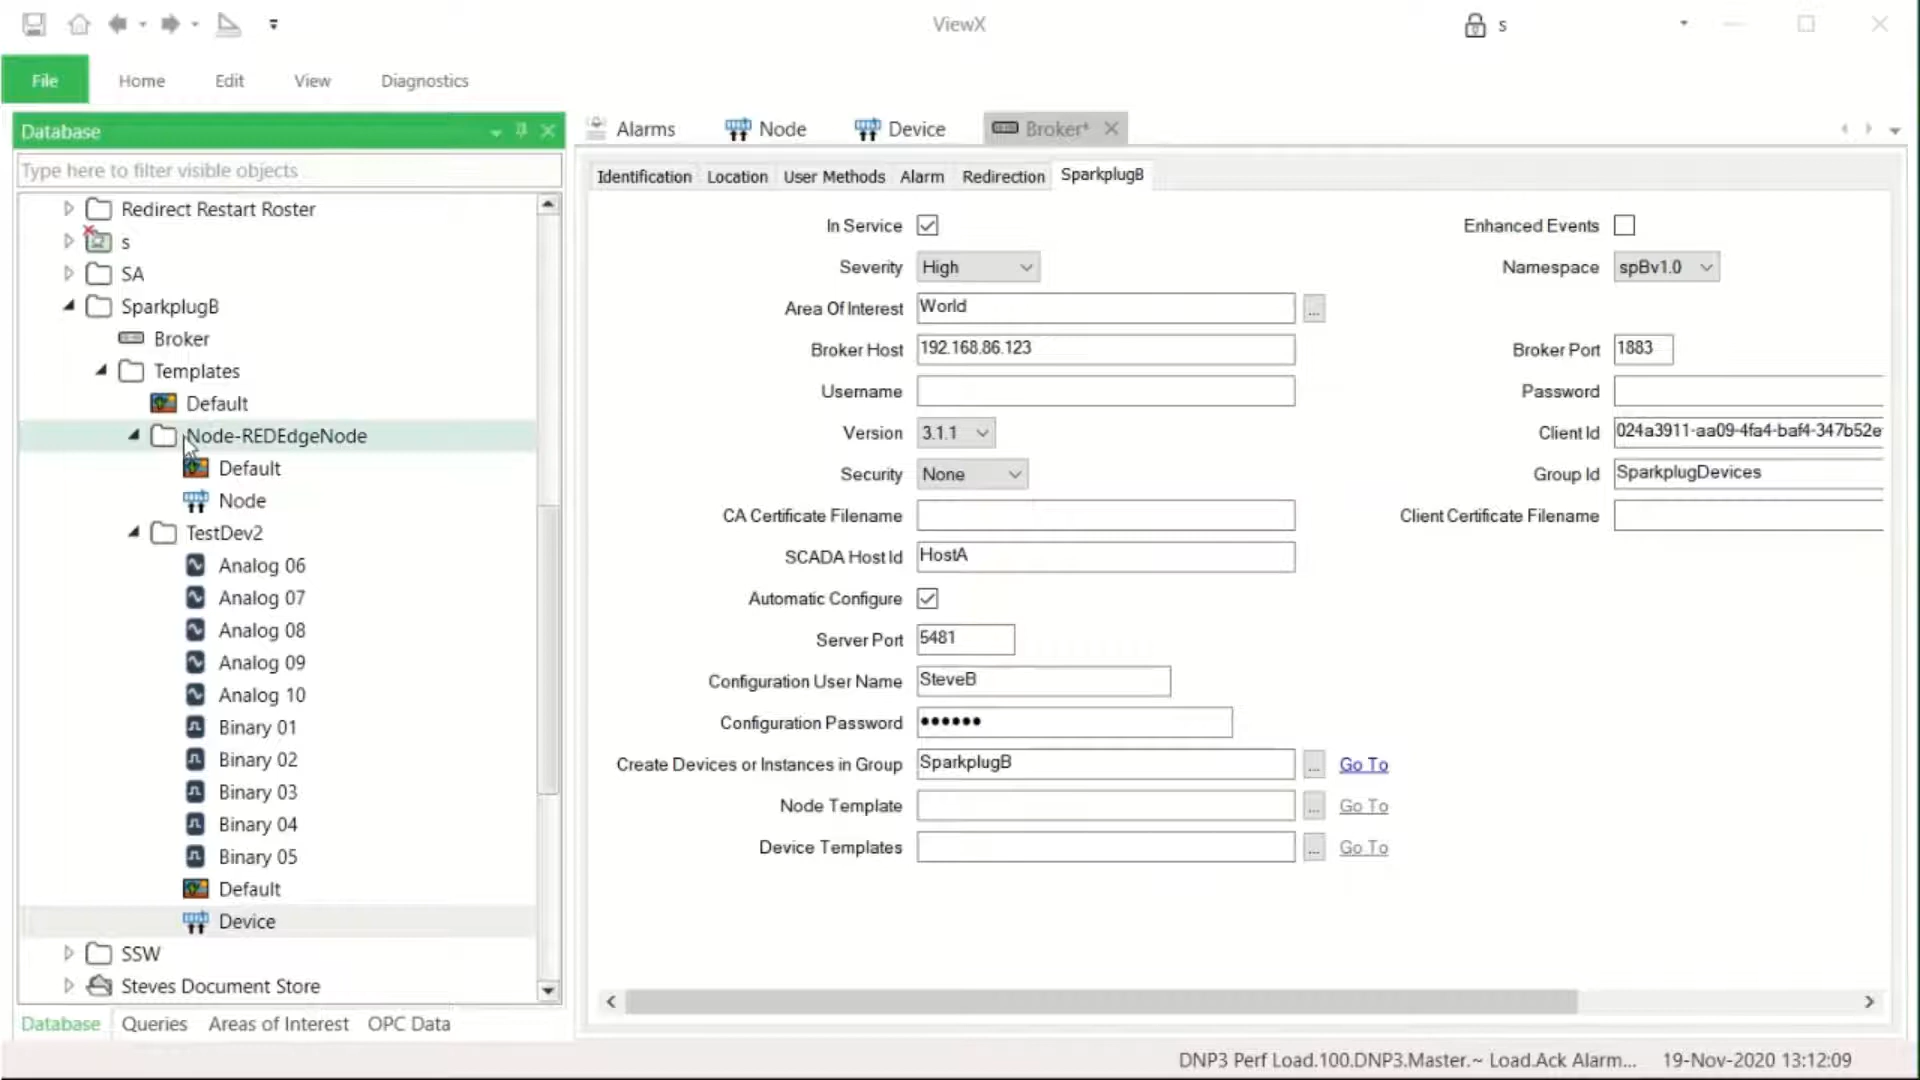 ViewX
s
File
Home
Edit
View
Diagnostics
Database
Type here to filter visible objects
Redirect Restart Roster
s
SA
SparkplugB
Broker
Templates
Default
Node-REDEdgeNode
Default
Node
TestDev2
Analog 06
Analog 07
Analog 08
Analog 09
Analog 10
Binary 01
Binary 02
Binary 03
Binary 04
Binary 05
Default
Device
SSW
Steves Document Store
Database
Queries
Areas of Interest
OPC Data
Alarms
Node
Device
Broker*
Identification
Location
User Methods
Alarm
Redirection
SparkplugB
In Service
Enhanced Events
Severity High
Namespace spBv1.0
Area Of Interest World ...
Broker Host 192.168.86.123
Broker Port 1883
Username
Password
Version 3.1.1
Client Id 024a3911-aa09-4fa4-baf4-347b52e
Security None
Group Id SparkplugDevices
CA Certificate Filename
Client Certificate Filename
SCADA Host Id HostA
Automatic Configure
Server Port 5481
Configuration User Name SteveB
Configuration Password ••••••
Create Devices or Instances in Group SparkplugB ... Go To
Node Template ... Go To
Device Templates ... Go To
DNP3 Perf Load.100.DNP3.Master.~ Load.Ack Alarm...
19-Nov-2020 13:12:09